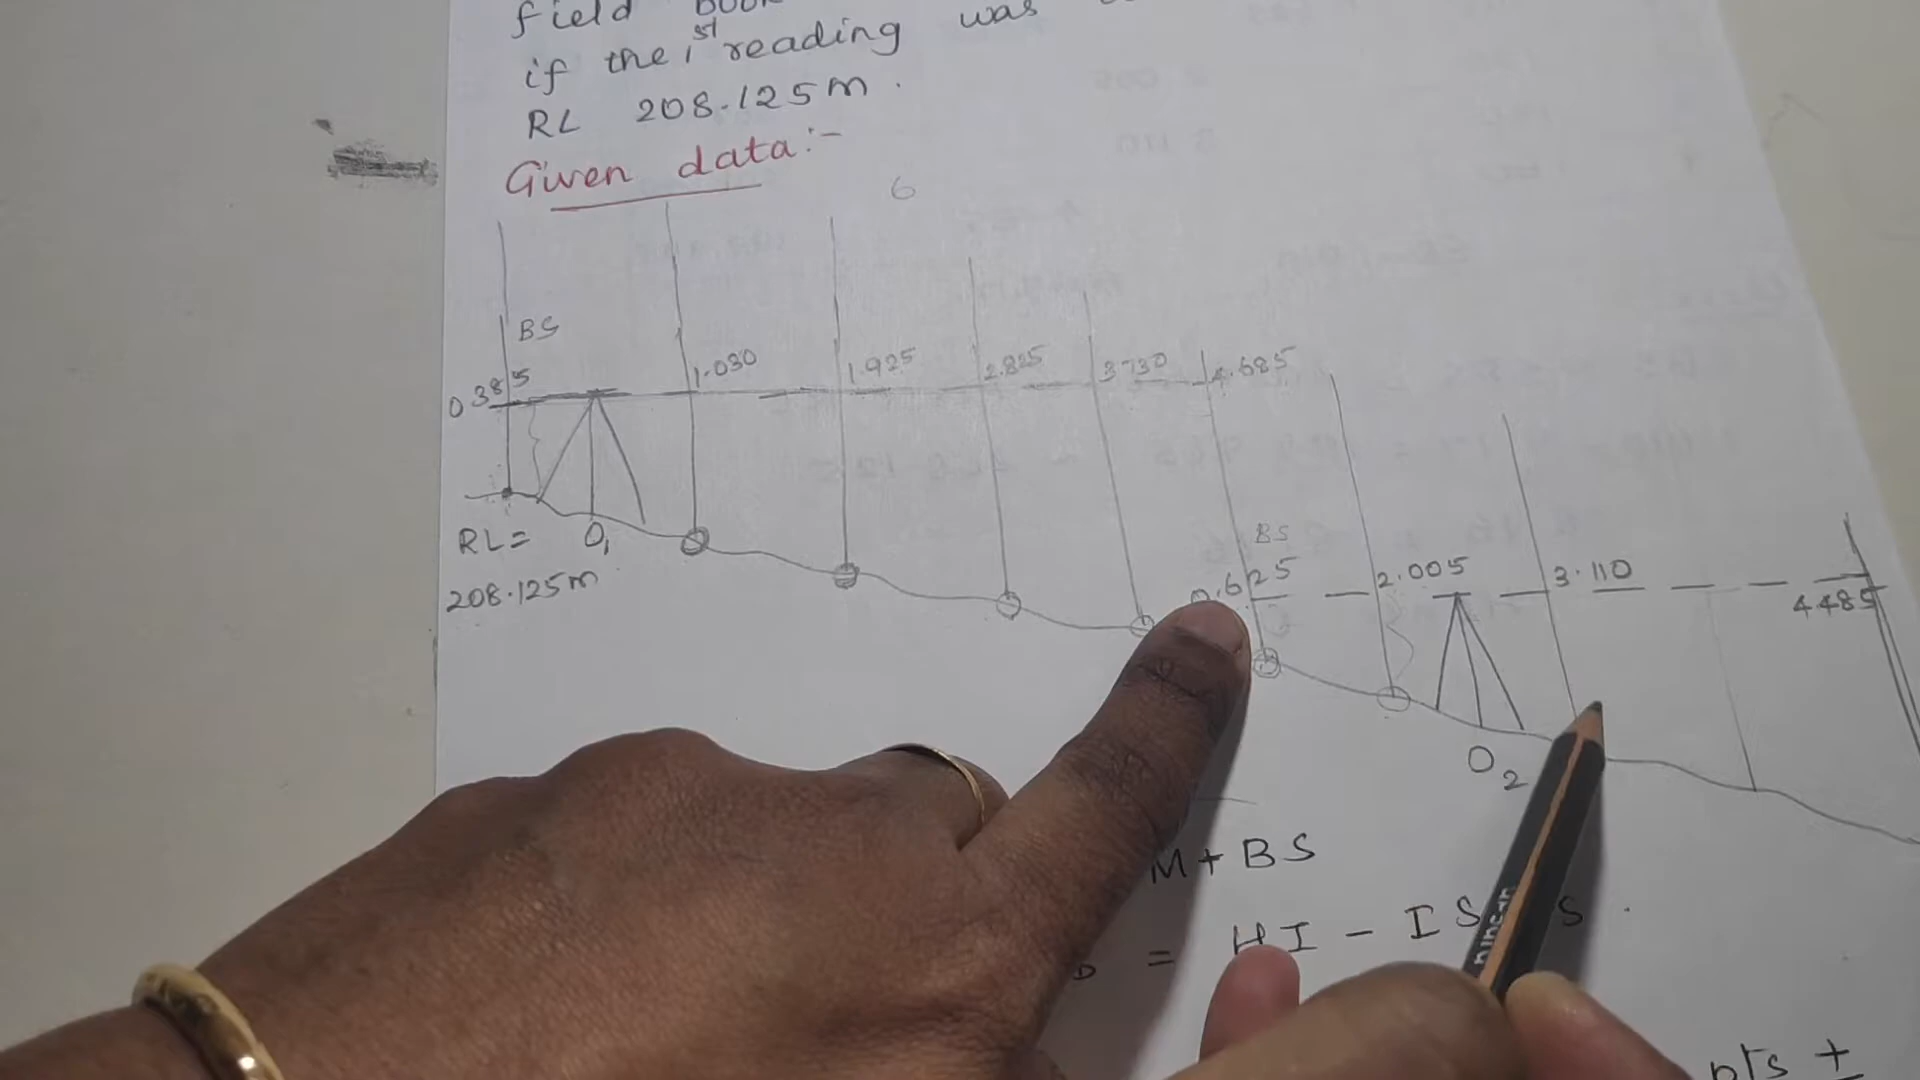 field
if the 1st reading was
RL 208.125m.
Given data:-
6
BS
0.385
1.030
1.925
2.825
3.730
4.685
BS
0.625
2.005
3.110
4.485
RL=
208.125m
O1
O2
M + BS
= HI - IS S.
pts +